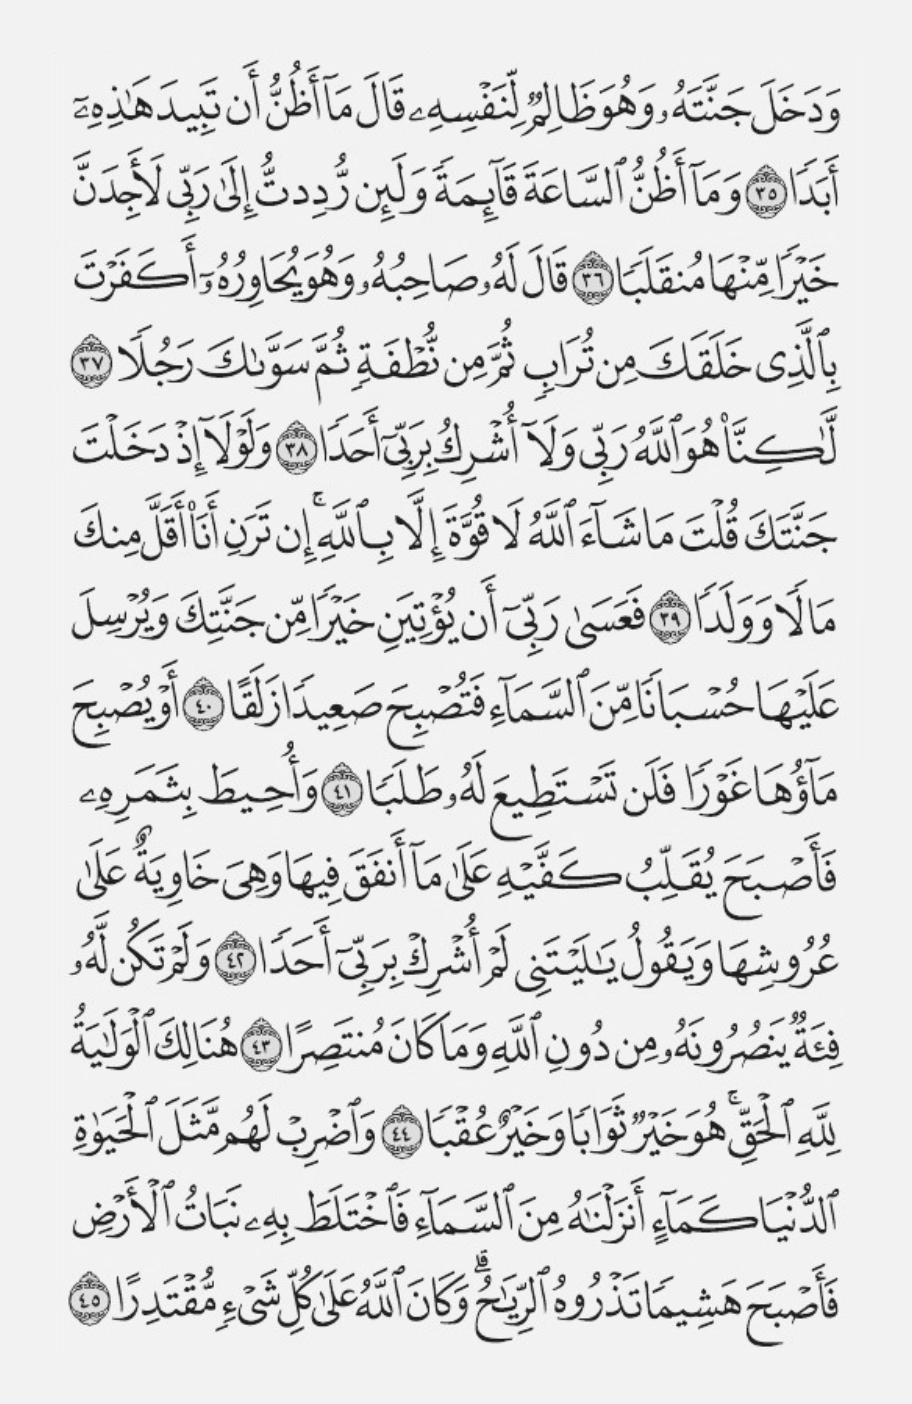 وَدَخَلَ جَنَّتَهُۥ وَهُوَ ظَالِمٌ لِّنَفْسِهِۦ قَالَ مَآ أَظُنُّ أَن تَبِيدَ هَٰذِهِۦٓ
أَبَدًا ٣٥ وَمَآ أَظُنُّ ٱلسَّاعَةَ قَآئِمَةً وَلَئِن رُّدِدتُّ إِلَىٰ رَبِّى لَأَجِدَنَّ
خَيْرًا مِّنْهَا مُنقَلَبًا ٣٦ قَالَ لَهُۥ صَاحِبُهُۥ وَهُوَ يُحَاوِرُهُۥٓ أَكَفَرْتَ
بِٱلَّذِى خَلَقَكَ مِن تُرَابٍ ثُمَّ مِن نُّطْفَةٍ ثُمَّ سَوَّىٰكَ رَجُلًا ٣٧
لَّٰكِنَّا۠ هُوَ ٱللَّهُ رَبِّى وَلَآ أُشْرِكُ بِرَبِّىٓ أَحَدًا ٣٨ وَلَوْلَآ إِذْ دَخَلْتَ
جَنَّتَكَ قُلْتَ مَا شَآءَ ٱللَّهُ لَا قُوَّةَ إِلَّا بِٱللَّهِ ۚ إِن تَرَنِ أَنَا۠ أَقَلَّ مِنكَ
مَالًا وَوَلَدًا ٣٩ فَعَسَىٰ رَبِّىٓ أَن يُؤْتِيَنِ خَيْرًا مِّن جَنَّتِكَ وَيُرْسِلَ
عَلَيْهَا حُسْبَانًا مِّنَ ٱلسَّمَآءِ فَتُصْبِحَ صَعِيدًا زَلَقًا ٤٠ أَوْ يُصْبِحَ
مَآؤُهَا غَوْرًا فَلَن تَسْتَطِيعَ لَهُۥ طَلَبًا ٤١ وَأُحِيطَ بِثَمَرِهِۦ
فَأَصْبَحَ يُقَلِّبُ كَفَّيْهِ عَلَىٰ مَآ أَنفَقَ فِيهَا وَهِىَ خَاوِيَةٌ عَلَىٰ
عُرُوشِهَا وَيَقُولُ يَٰلَيْتَنِى لَمْ أُشْرِكْ بِرَبِّىٓ أَحَدًا ٤٢ وَلَمْ تَكُن لَّهُۥ
فِئَةٌ يَنصُرُونَهُۥ مِن دُونِ ٱللَّهِ وَمَا كَانَ مُنتَصِرًا ٤٣ هُنَالِكَ ٱلْوَلَٰيَةُ
لِلَّهِ ٱلْحَقِّ ۚ هُوَ خَيْرٌ ثَوَابًا وَخَيْرٌ عُقْبًا ٤٤ وَٱضْرِبْ لَهُم مَّثَلَ ٱلْحَيَوٰةِ
ٱلدُّنْيَا كَمَآءٍ أَنزَلْنَٰهُ مِنَ ٱلسَّمَآءِ فَٱخْتَلَطَ بِهِۦ نَبَاتُ ٱلْأَرْضِ
فَأَصْبَحَ هَشِيمًا تَذْرُوهُ ٱلرِّيَٰحُ ۗ وَكَانَ ٱللَّهُ عَلَىٰ كُلِّ شَىْءٍ مُّقْتَدِرًا ٤٥